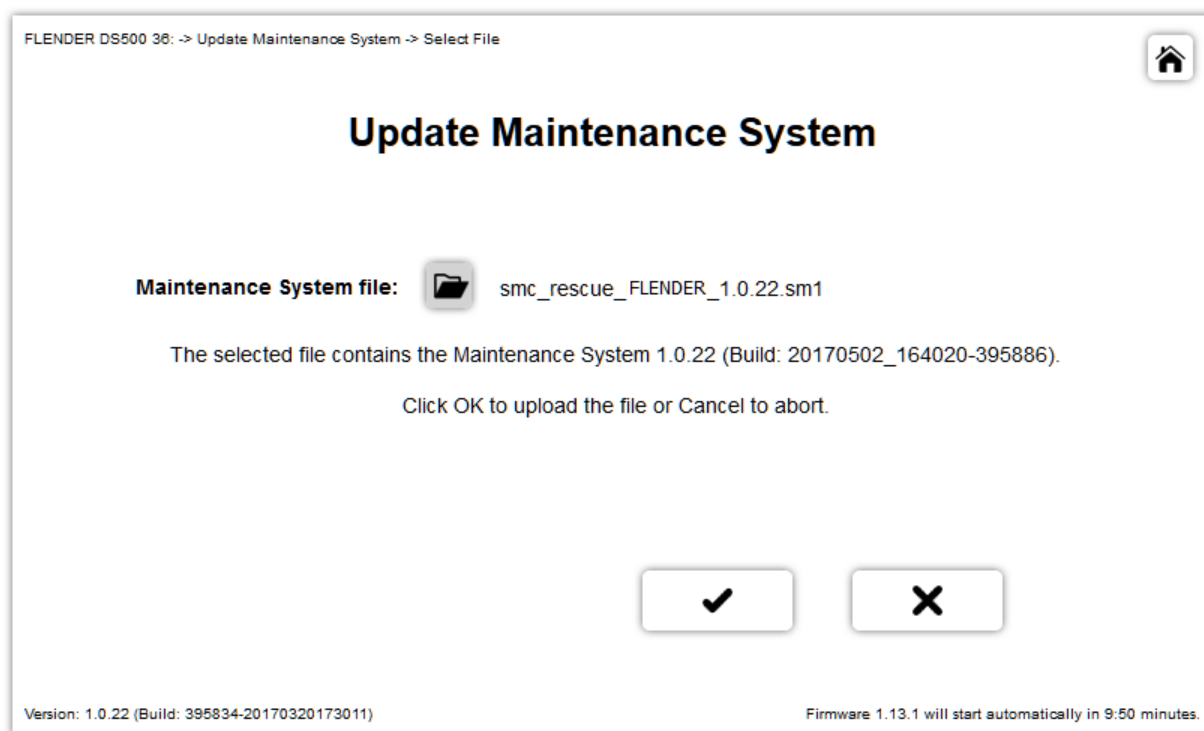 FLENDER DS500 36: -> Update Maintenance System -> Select File
Update Maintenance System
Maintenance System file: smc_rescue_FLENDER_1.0.22.sm1
The selected file contains the Maintenance System 1.0.22 (Build: 20170502_164020-395886).
Click OK to upload the file or Cancel to abort.
Version: 1.0.22 (Build: 395834-20170320173011) Firmware 1.13.1 will start automatically in 9:50 minutes.